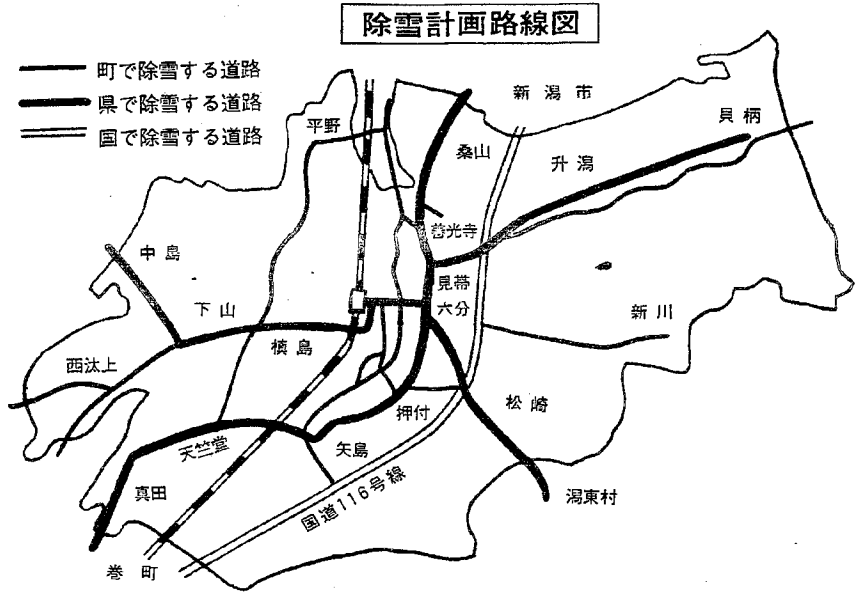 除雪計画路線図
町で除雪する道路
県で除雪する道路
国で除雪する道路
新潟市
平野
桑山
升潟
貝柄
善光寺
中島
見帯
六分
下山
新川
槙島
西汰上
松崎
押付
天竺堂
矢島
真田
国道116号線
潟東村
巻町